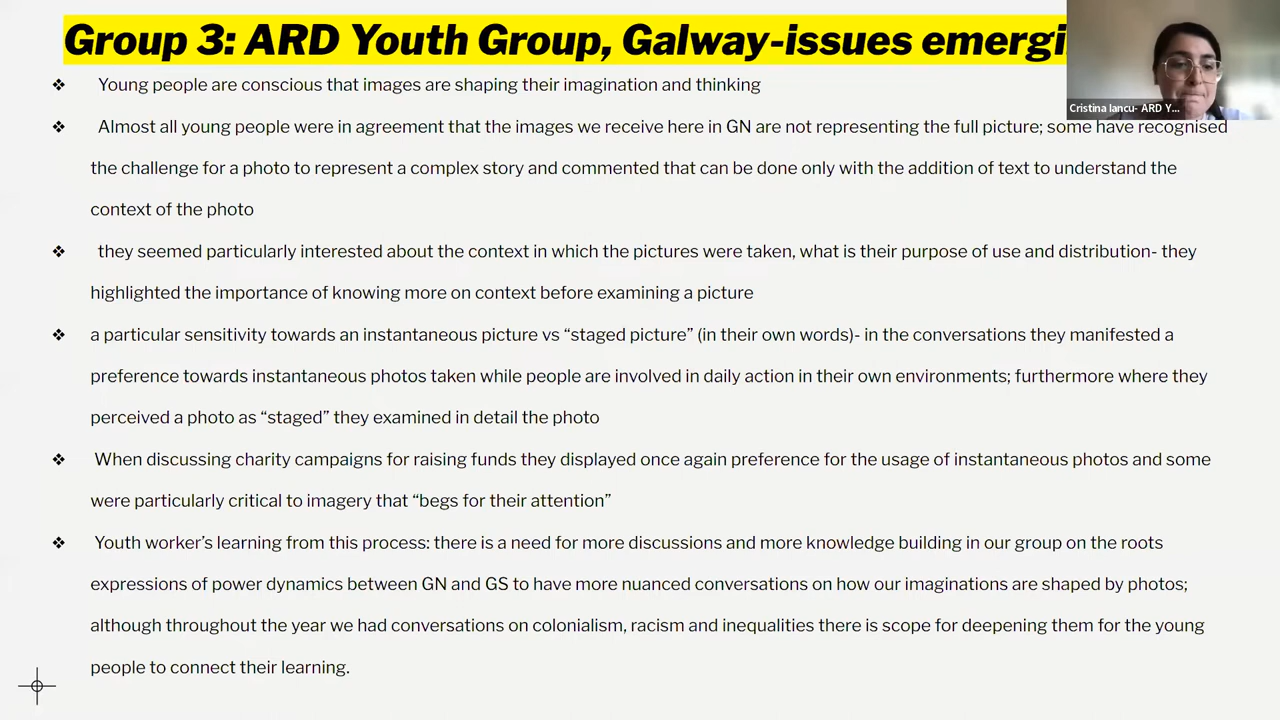 Group 3: ARD Youth Group, Galway-issues emergi
Cristina Iancu- ARD Y...
❖ Young people are conscious that images are shaping their imagination and thinking
❖ Almost all young people were in agreement that the images we receive here in GN are not representing the full picture; some have recognised
the challenge for a photo to represent a complex story and commented that can be done only with the addition of text to understand the
context of the photo
❖ they seemed particularly interested about the context in which the pictures were taken, what is their purpose of use and distribution- they
highlighted the importance of knowing more on context before examining a picture
❖ a particular sensitivity towards an instantaneous picture vs “staged picture” (in their own words)- in the conversations they manifested a
preference towards instantaneous photos taken while people are involved in daily action in their own environments; furthermore where they
perceived a photo as “staged” they examined in detail the photo
❖ When discussing charity campaigns for raising funds they displayed once again preference for the usage of instantaneous photos and some
were particularly critical to imagery that “begs for their attention”
❖ Youth worker’s learning from this process: there is a need for more discussions and more knowledge building in our group on the roots
expressions of power dynamics between GN and GS to have more nuanced conversations on how our imaginations are shaped by photos;
although throughout the year we had conversations on colonialism, racism and inequalities there is scope for deepening them for the young
people to connect their learning.